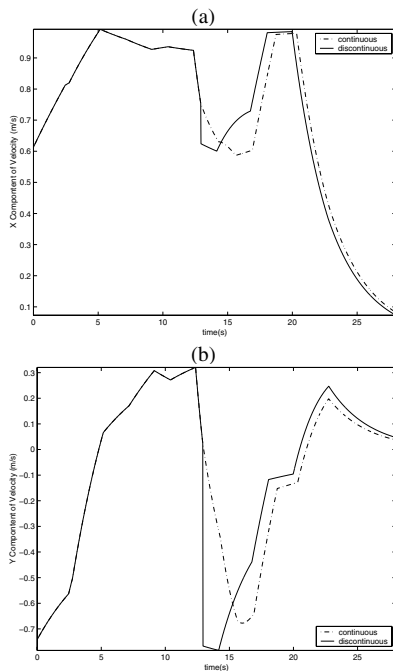 (a)
continuous
discontinuous
0.9
0.8
0.7
0.6
0.5
0.4
0.3
0.2
0.1
X Compontent of Velocity (m/s)
0 5 10 15 20 25
time(s)
(b)
0.3
0.2
0.1
0
−0.1
−0.2
−0.3
−0.4
−0.5
−0.6
−0.7
Y Compontent of Velocity (m/s)
continuous
discontinuous
0 5 10 15 20 25
time(s)